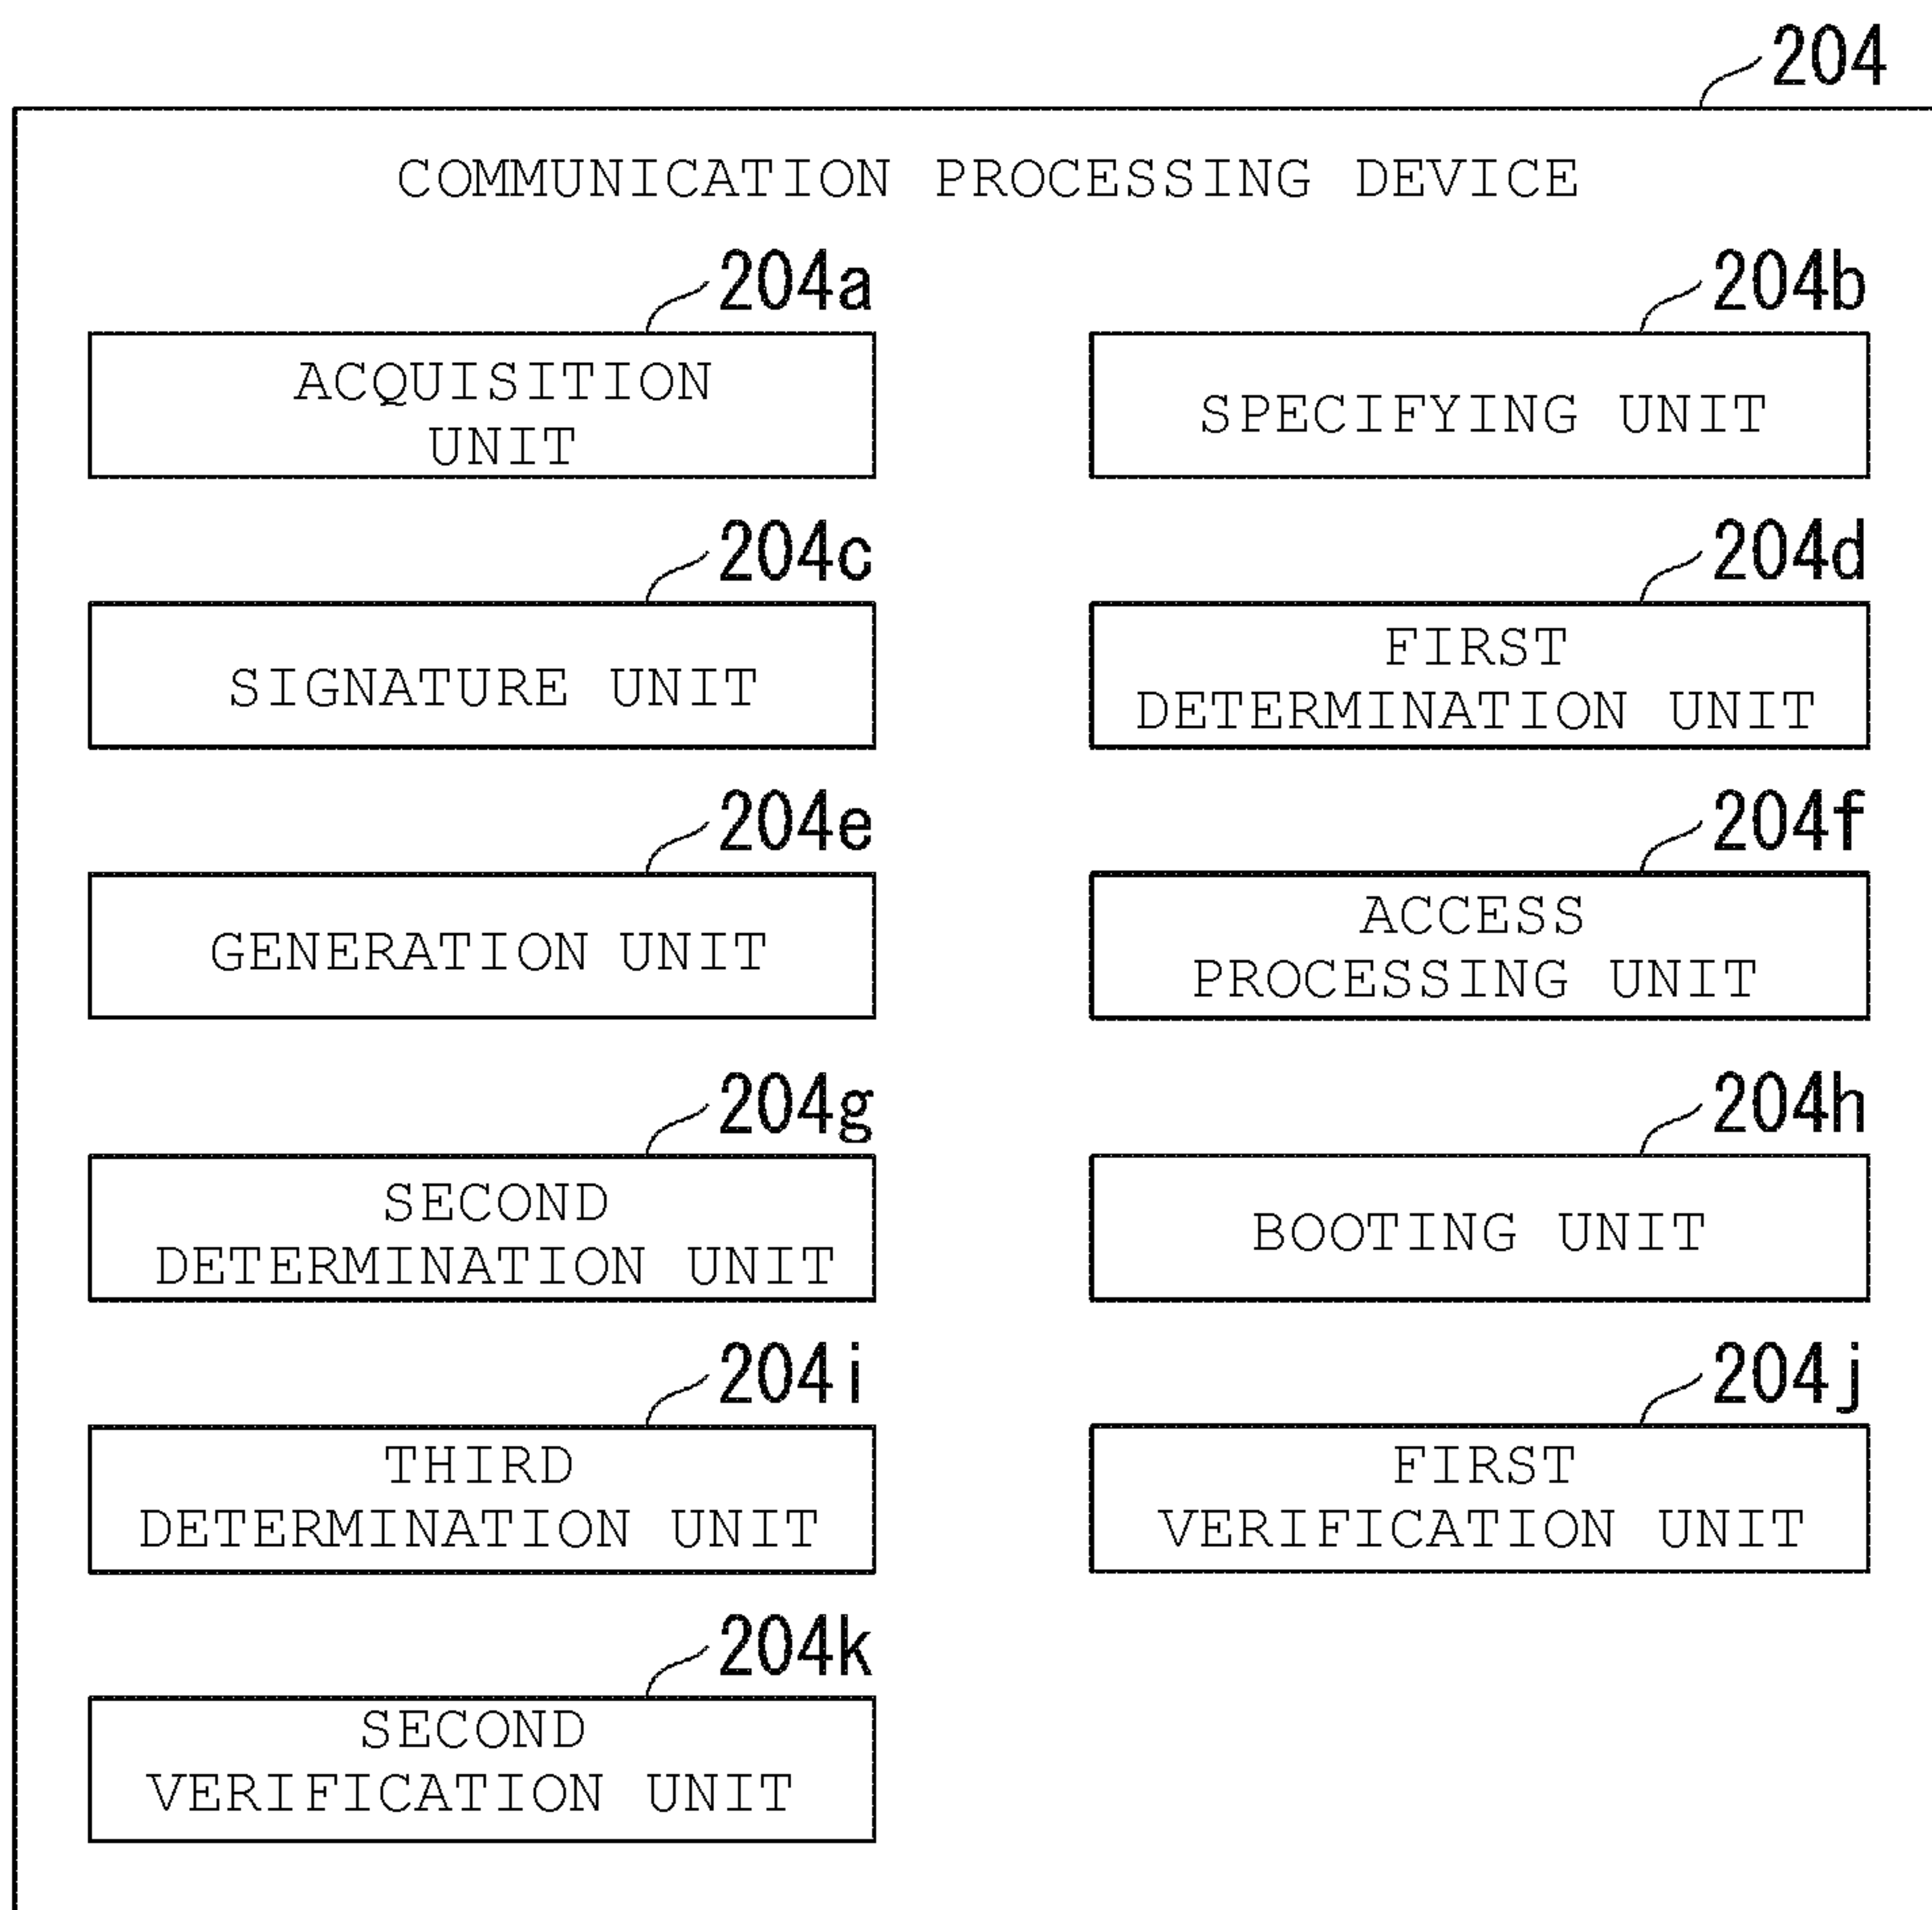 204
COMMUNICATION PROCESSING DEVICE
204a
ACQUISITION
UNIT
204b
SPECIFYING UNIT
204c
SIGNATURE UNIT
204d
FIRST
DETERMINATION UNIT
204e
GENERATION UNIT
204f
ACCESS
PROCESSING UNIT
204g
SECOND
DETERMINATION UNIT
204h
BOOTING UNIT
204i
THIRD
DETERMINATION UNIT
204j
FIRST
VERIFICATION UNIT
204k
SECOND
VERIFICATION UNIT